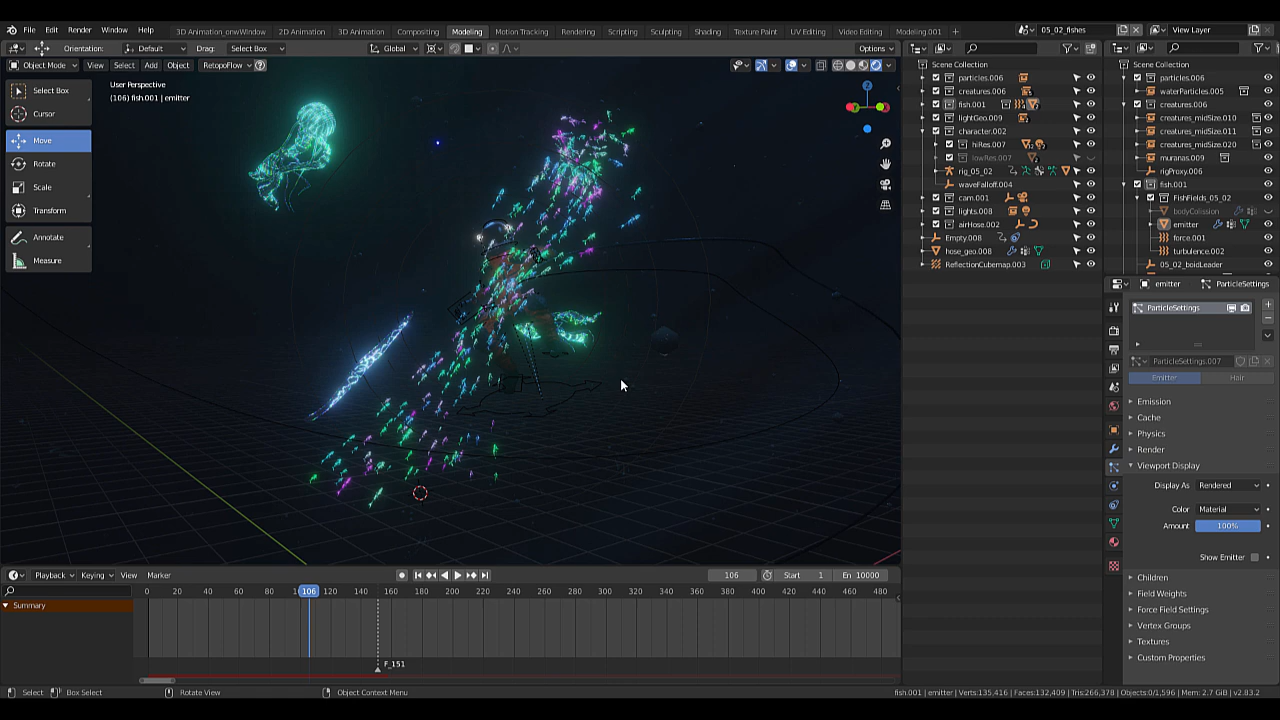 File Edit Render Window Help
3D Animation_onwWindow 2D Animation 3D Animation Compositing Modeling Motion Tracking Rendering Scripting Sculpting Shading Texture Paint UV Editing Video Editing Modeling.001 +
05_02_fishes View Layer
Orientation: Default Drag: Select Box Global Options
Object Mode View Select Add Object RetopoFlow
User Perspective
(106) fish.001 | emitter
Select Box
Cursor
Move
Rotate
Scale
Transform
Annotate
Measure
Z
Scene Collection
particles.006
creatures.006
fish.001
lightGeo.009
character.002
hiRes.007
lowRes.007
rig_05_02
waveFalloff.004
cam.001
lights.008
airHose.002
Empty.008
hose_geo.008
ReflectionCubemap.003
Scene Collection
particles.006
waterParticles.005
creatures.006
creatures_midSize.010
creatures_midSize.011
creatures_midSize.020
muranas.009
rigProxy.006
fish.001
FishFields_05_02
bodyColission
emitter
force.001
turbulence.002
05_02_boidLeader
emitter ParticleSettings
ParticleSettings
ParticleSettings.007
Emitter Hair
Emission
Cache
Physics
Render
Viewport Display
Display As Rendered
Color Material
Amount 100%
Show Emitter
Children
Field Weights
Force Field Settings
Vertex Groups
Textures
Custom Properties
Playback Keying View Marker 106 Start 1 En 10000
0 20 40 60 80 106 120 140 160 180 200 220 240 260 280 300 320 340 360 380 400 420 440 460 480
Summary
F_151
Select Box Select Rotate View Object Context Menu
fish.001 | emitter | Verts:135,416 | Faces:132,409 | Tris:266,378 | Objects:0/1,596 | Mem: 2.7 GiB | v2.83.2